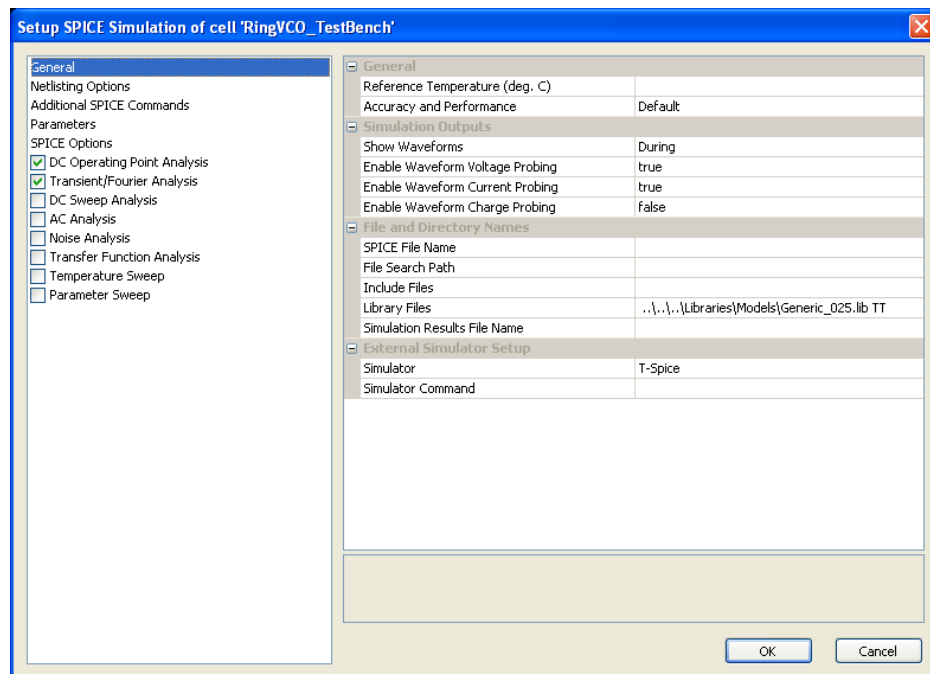 Setup SPICE Simulation of cell 'RingVCO_TestBench'
General
Netlisting Options
Additional SPICE Commands
Parameters
SPICE Options
DC Operating Point Analysis
Transient/Fourier Analysis
DC Sweep Analysis
AC Analysis
Noise Analysis
Transfer Function Analysis
Temperature Sweep
Parameter Sweep
General
Reference Temperature (deg. C)
Accuracy and Performance Default
Simulation Outputs
Show Waveforms During
Enable Waveform Voltage Probing true
Enable Waveform Current Probing true
Enable Waveform Charge Probing false
File and Directory Names
SPICE File Name
File Search Path
Include Files
Library Files ..\..\..\Libraries\Models\Generic_025.lib TT
Simulation Results File Name
External Simulator Setup
Simulator T-Spice
Simulator Command
OK Cancel